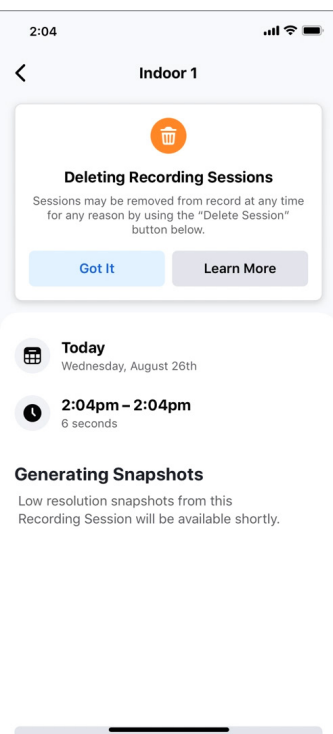 2:04
Indoor 1
Deleting Recording Sessions
Sessions may be removed from record at any time
for any reason by using the “Delete Session”
button below.
Got It
Learn More
Today
Wednesday, August 26th
2:04pm – 2:04pm
6 seconds
Generating Snapshots
Low resolution snapshots from this
Recording Session will be available shortly.